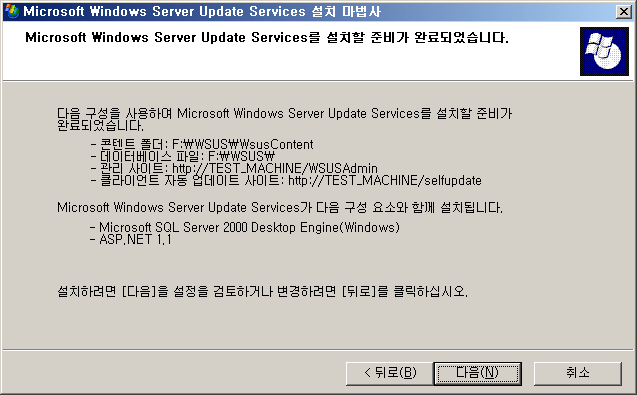 Microsoft Windows Server Update Services 설치 마법사
Microsoft Windows Server Update Services를 설치할 준비가 완료되었습니다.
다음 구성을 사용하여 Microsoft Windows Server Update Services를 설치할 준비가
완료되었습니다.
- 콘텐트 폴더: F:₩WSUS₩WsusContent
- 데이터베이스 파일: F:₩WSUS₩
- 관리 사이트: http://TEST_MACHINE/WSUSAdmin
- 클라이언트 자동 업데이트 사이트: http://TEST_MACHINE/selfupdate
Microsoft Windows Server Update Services가 다음 구성 요소와 함께 설치됩니다.
- Microsoft SQL Server 2000 Desktop Engine(Windows)
- ASP.NET 1.1
설치하려면 [다음]을 설정을 검토하거나 변경하려면 [뒤로]를 클릭하십시오.
< 뒤로(B)
다음(N)
취소